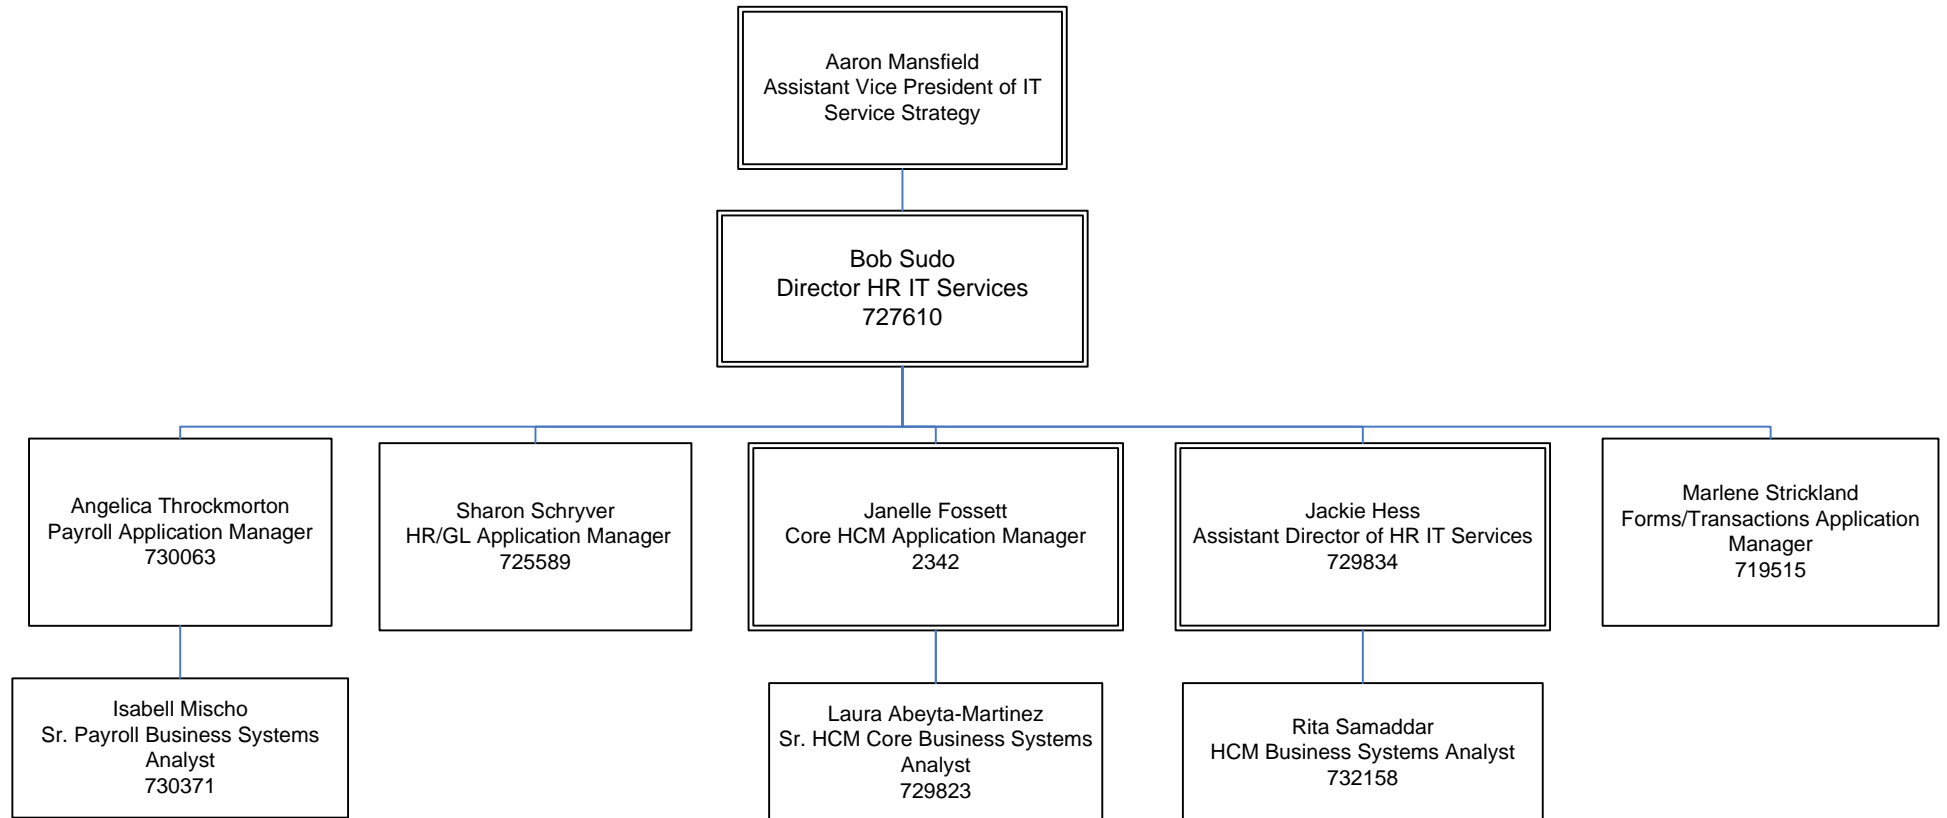 Aaron Mansfield
Assistant Vice President of IT
Service Strategy
Bob Sudo
Director HR IT Services
727610
Angelica Throckmorton
Payroll Application Manager
730063
Sharon Schryver
HR/GL Application Manager
725589
Janelle Fossett
Core HCM Application Manager
2342
Jackie Hess
Assistant Director of HR IT Services
729834
Marlene Strickland
Forms/Transactions Application
Manager
719515
Isabell Mischo
Sr. Payroll Business Systems
Analyst
730371
Laura Abeyta-Martinez
Sr. HCM Core Business Systems
Analyst
729823
Rita Samaddar
HCM Business Systems Analyst
732158